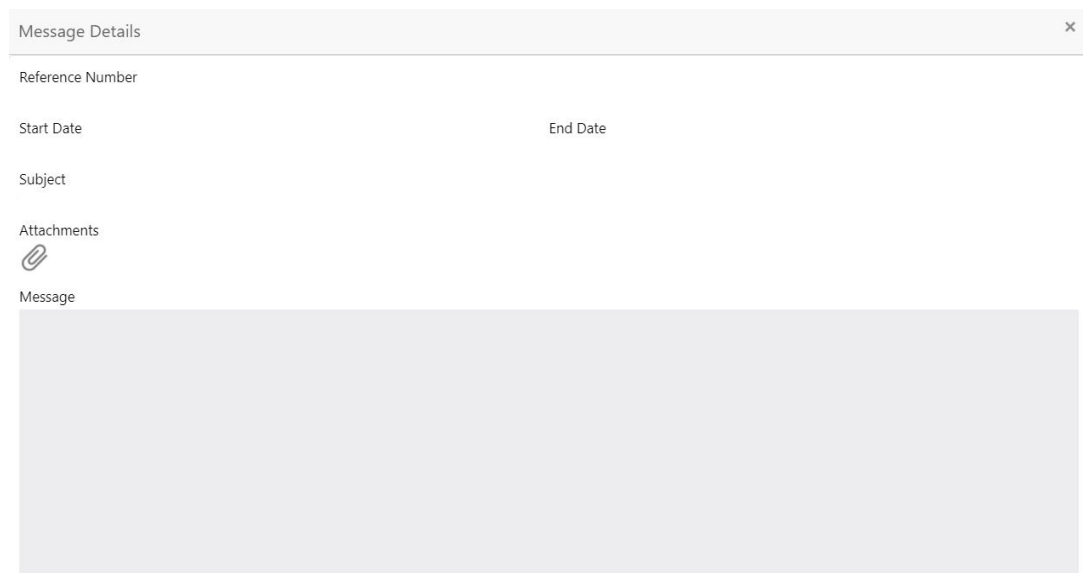 Message Details
Reference Number
Start Date End Date
Subject
Attachments
Message